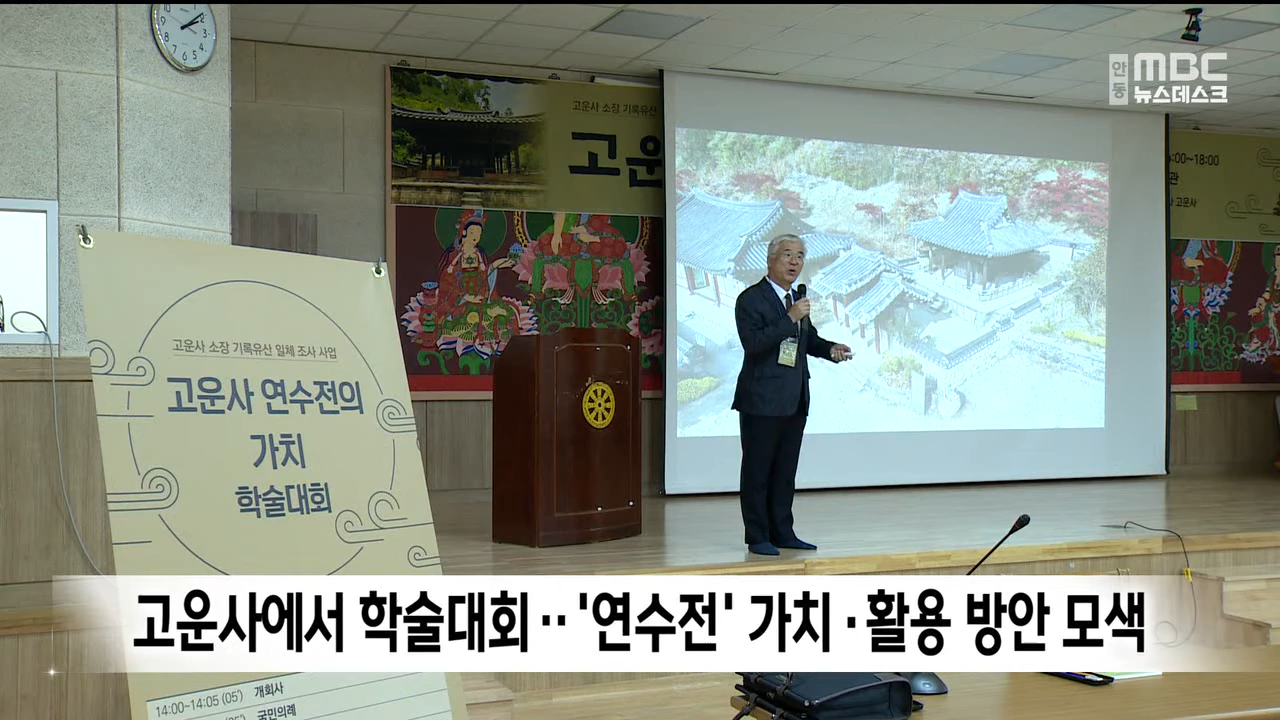 안동 MBC
뉴스데스크
고운사 소장 기록유산
고운
:00~18:00
고운사
고운사 소장 기록유산 일체 조사 사업
고운사 연수전의
가치
학술대회
고운사에서 학술대회··'연수전' 가치·활용 방안 모색
14:00~14:05 (05') 개회사
국민의례